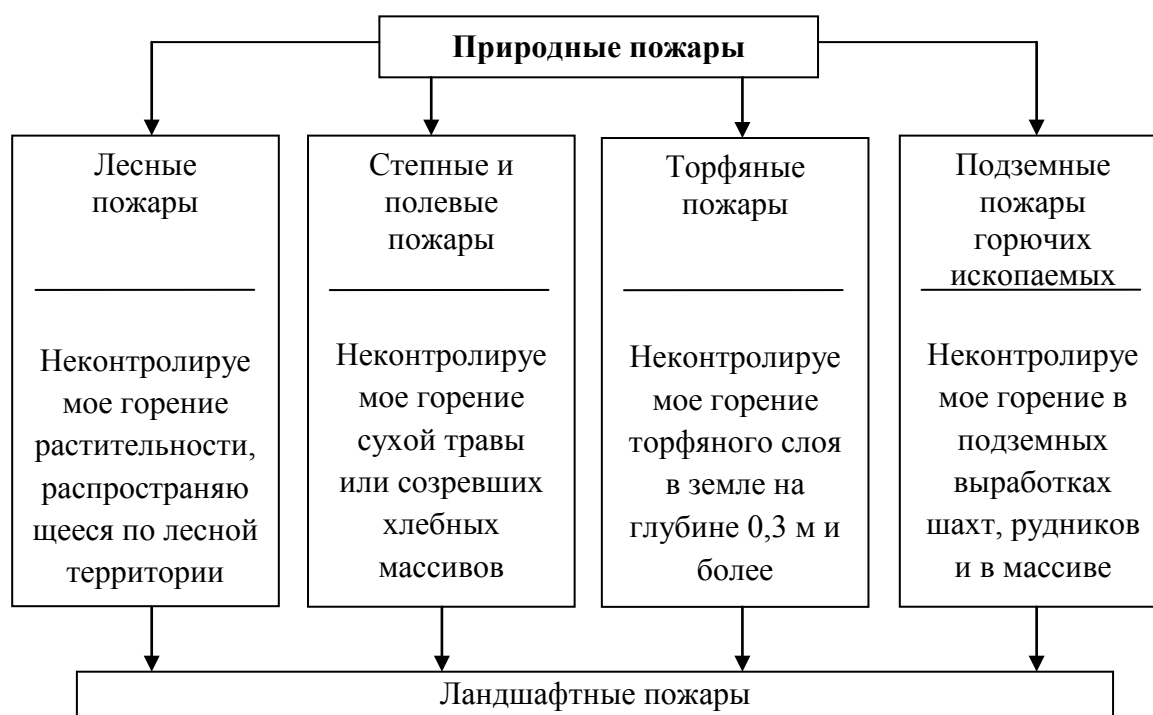 Природные пожары
Лесные
пожары
Неконтролируе
мое горение
растительности,
распространяю
щееся по лесной
территории
Степные и
полевые
пожары
Неконтролируе
мое горение
сухой травы
или созревших
хлебных
массивов
Торфяные
пожары
Неконтролируе
мое горение
торфяного слоя
в земле на
глубине 0,3 м и
более
Подземные
пожары
горючих
ископаемых
Неконтролируе
мое горение в
подземных
выработках
шахт, рудников
и в массиве
Ландшафтные пожары